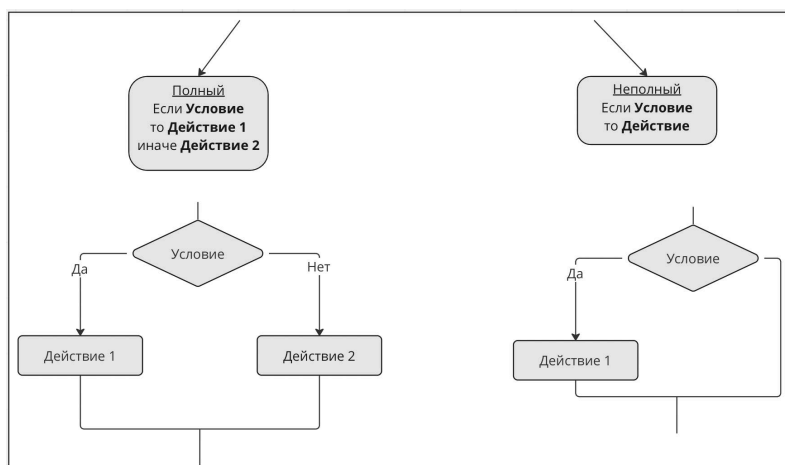 Полный
Если Условие
то Действие 1
иначе Действие 2
Условие
Да
Нет
Действие 1
Действие 2
Неполный
Если Условие
то Действие
Условие
Да
Действие 1